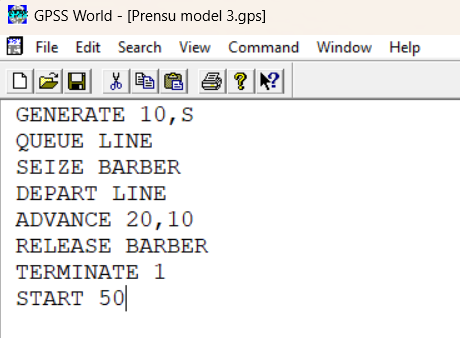 GPSS World - [Prensu model 3.gps]
File Edit Search View Command Window Help
GENERATE 10,S
QUEUE LINE
SEIZE BARBER
DEPART LINE
ADVANCE 20,10
RELEASE BARBER
TERMINATE 1
START 50